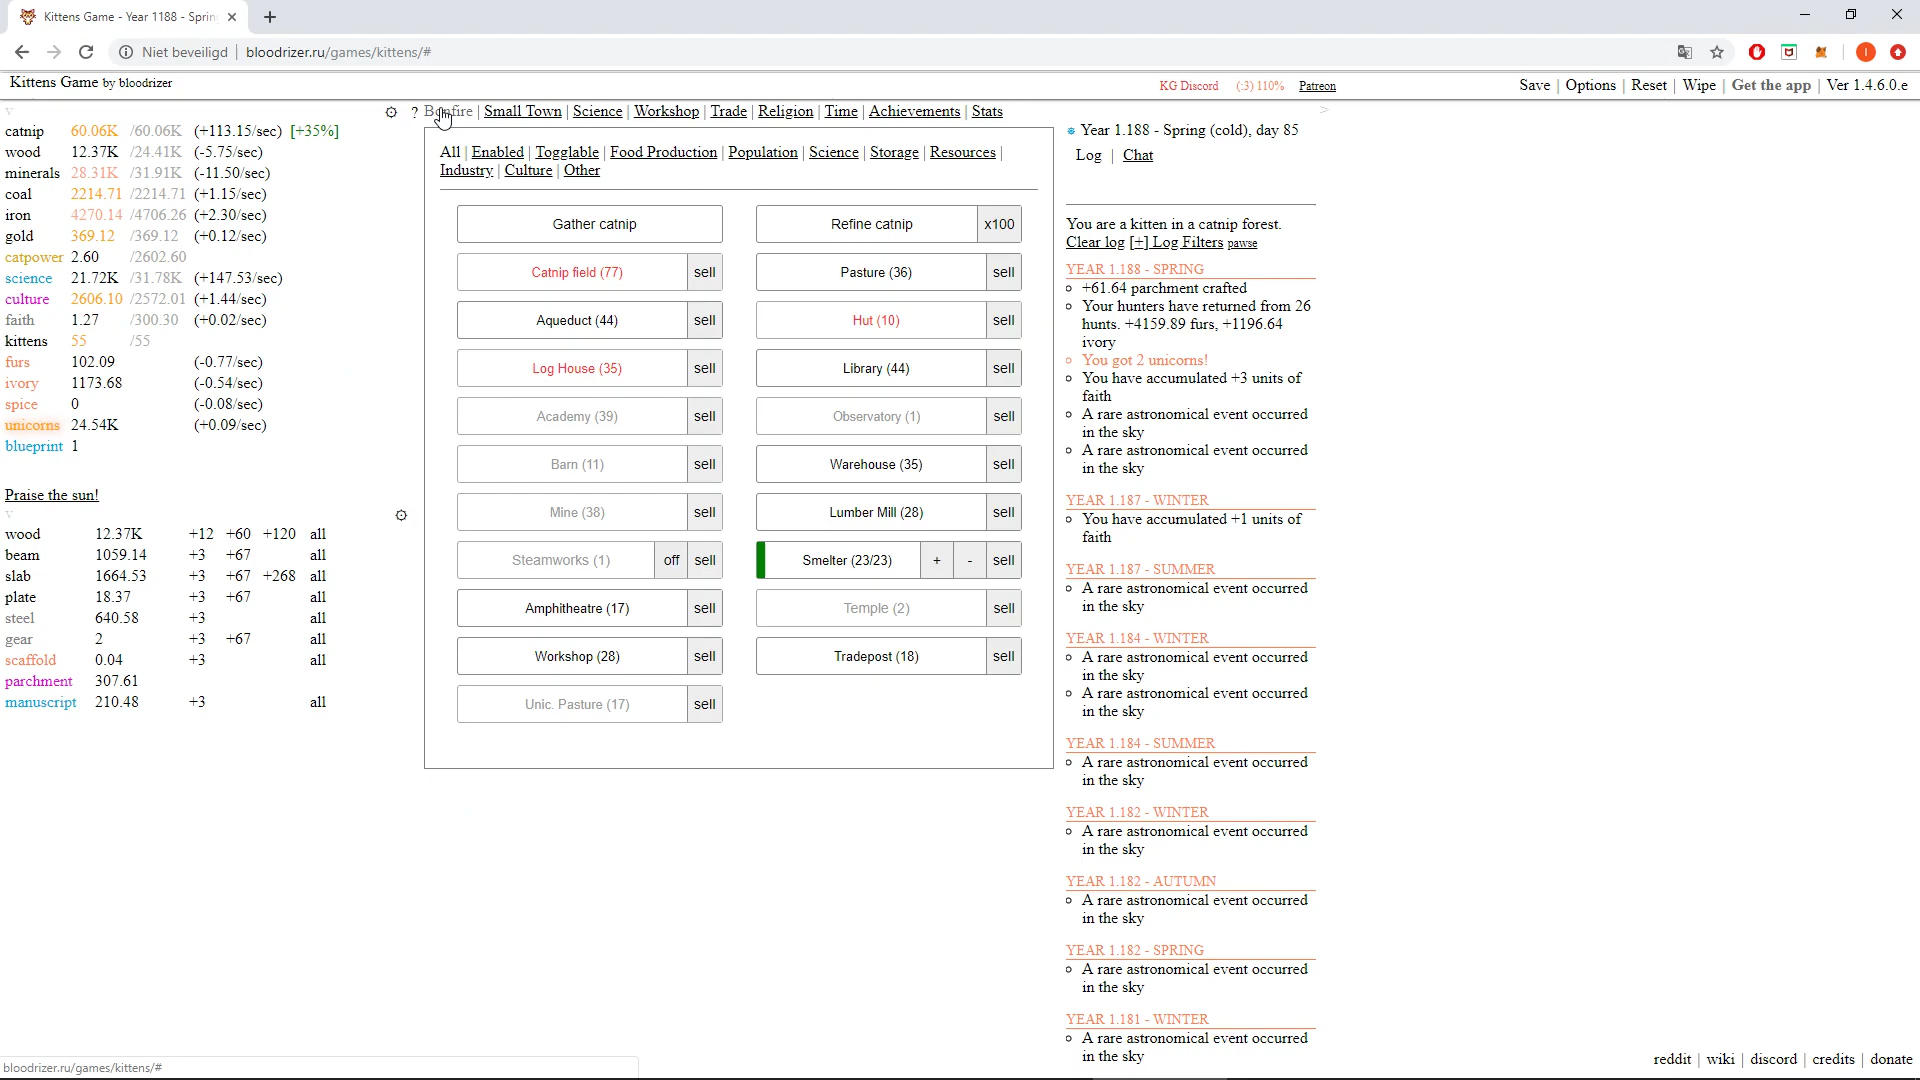 Kittens Game - Year 1188 - Sprin
Niet beveiligd | bloodrizer.ru/games/kittens/#
Kittens Game by bloodrizer
KG Discord (:3) 110% Patreon
Save | Options | Reset | Wipe | Get the app | Ver 1.4.6.0.e
v
catnip 60.06K /60.06K (+113.15/sec) [+35%]
wood 12.37K /24.41K (-5.75/sec)
minerals 28.31K /31.91K (-11.50/sec)
coal 2214.71 /2214.71 (+1.15/sec)
iron 4270.14 /4706.26 (+2.30/sec)
gold 369.12 /369.12 (+0.12/sec)
catpower 2.60 /2602.60
science 21.72K /31.78K (+147.53/sec)
culture 2606.10 /2572.01 (+1.44/sec)
faith 1.27 /300.30 (+0.02/sec)
kittens 55 /55
furs 102.09 (-0.77/sec)
ivory 1173.68 (-0.54/sec)
spice 0 (-0.08/sec)
unicorns 24.54K (+0.09/sec)
blueprint 1
Praise the sun!
v
wood 12.37K +12 +60 +120 all
beam 1059.14 +3 +67 all
slab 1664.53 +3 +67 +268 all
plate 18.37 +3 +67 all
steel 640.58 +3 all
gear 2 +3 +67 all
scaffold 0.04 +3 all
parchment 307.61
manuscript 210.48 +3 all
bloodrizer.ru/games/kittens/#
? Bonfire | Small Town | Science | Workshop | Trade | Religion | Time | Achievements | Stats
All | Enabled | Togglable | Food Production | Population | Science | Storage | Resources |
Industry | Culture | Other
Gather catnip Refine catnip x100
Catnip field (77) sell Pasture (36) sell
Aqueduct (44) sell Hut (10) sell
Log House (35) sell Library (44) sell
Academy (39) sell Observatory (1) sell
Barn (11) sell Warehouse (35) sell
Mine (38) sell Lumber Mill (28) sell
Steamworks (1) off sell Smelter (23/23) + - sell
Amphitheatre (17) sell Temple (2) sell
Workshop (28) sell Tradepost (18) sell
Unic. Pasture (17) sell
>
Year 1.188 - Spring (cold), day 85
Log | Chat
You are a kitten in a catnip forest.
Clear log [+] Log Filters pawse
YEAR 1.188 - SPRING
+61.64 parchment crafted
Your hunters have returned from 26
hunts. +4159.89 furs, +1196.64
ivory
You got 2 unicorns!
You have accumulated +3 units of
faith
A rare astronomical event occurred
in the sky
A rare astronomical event occurred
in the sky
YEAR 1.187 - WINTER
You have accumulated +1 units of
faith
YEAR 1.187 - SUMMER
A rare astronomical event occurred
in the sky
YEAR 1.184 - WINTER
A rare astronomical event occurred
in the sky
A rare astronomical event occurred
in the sky
YEAR 1.184 - SUMMER
A rare astronomical event occurred
in the sky
YEAR 1.182 - WINTER
A rare astronomical event occurred
in the sky
YEAR 1.182 - AUTUMN
A rare astronomical event occurred
in the sky
YEAR 1.182 - SPRING
A rare astronomical event occurred
in the sky
YEAR 1.181 - WINTER
A rare astronomical event occurred
in the sky
reddit | wiki | discord | credits | donate